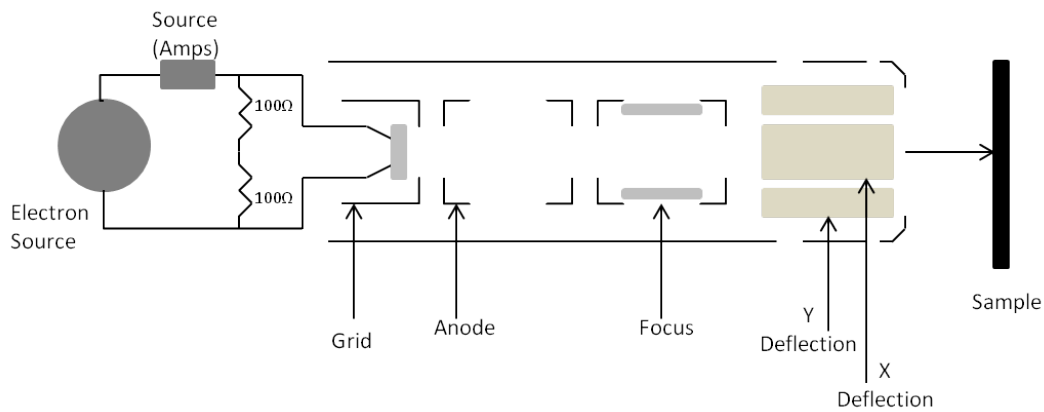 Source
(Amps)
100Ω
100Ω
Electron
Source
Grid
Anode
Focus
Y
Deflection
X
Deflection
Sample